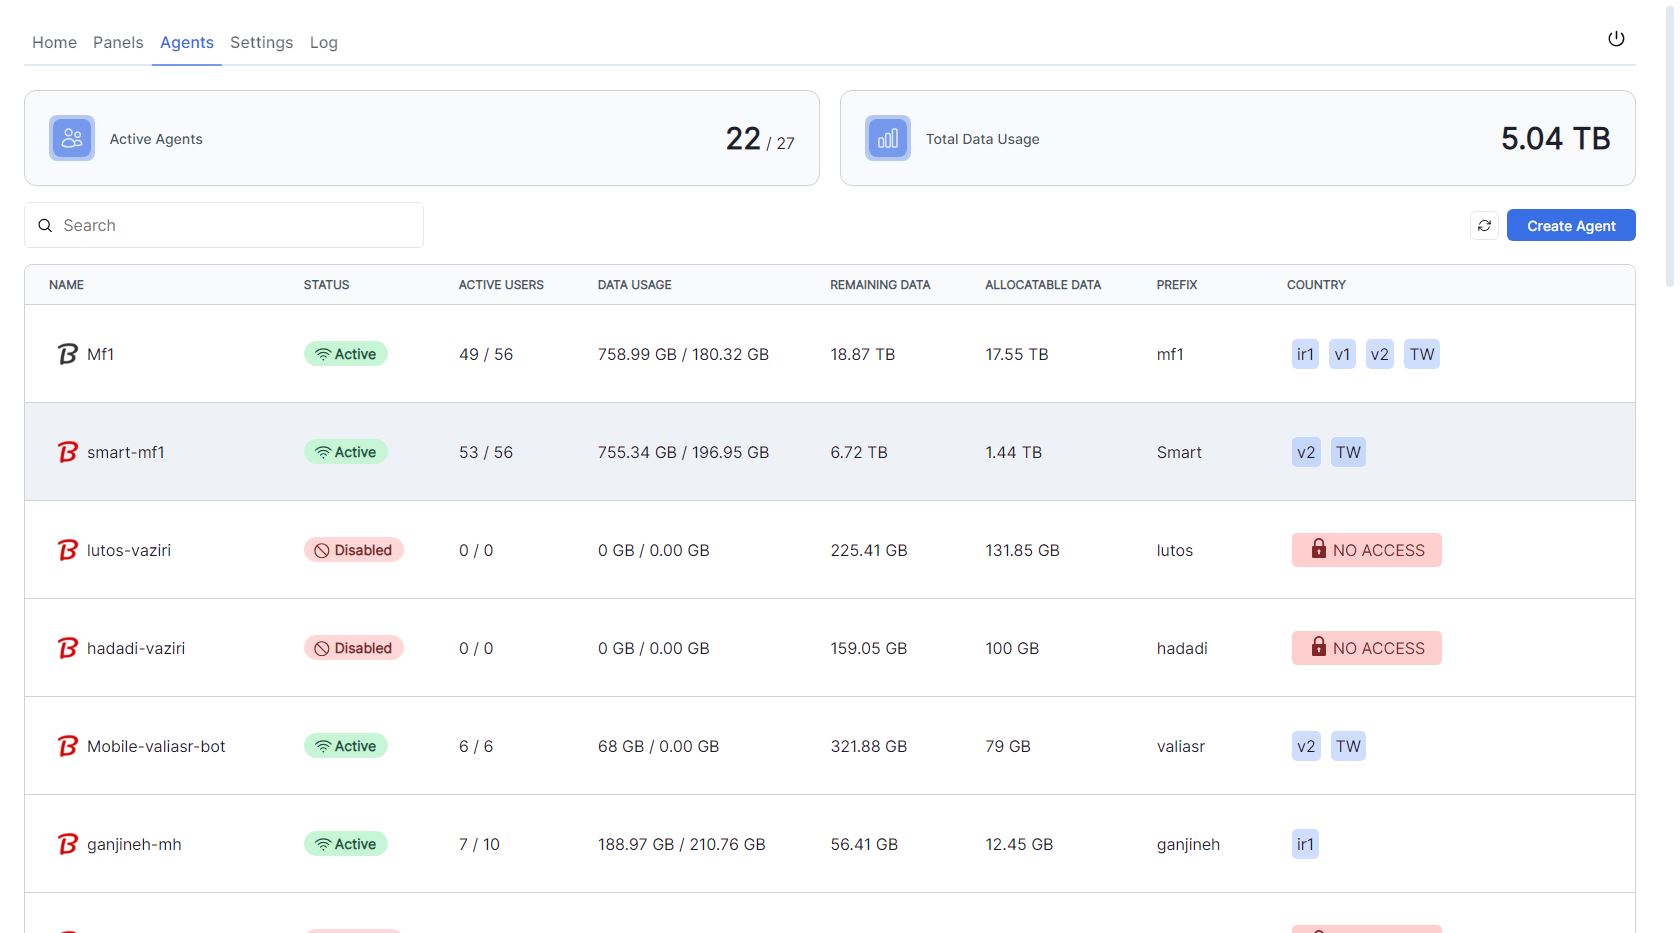 Home Panels Agents Settings Log
Active Agents 22 / 27
Total Data Usage 5.04 TB
Search
Create Agent
NAME STATUS ACTIVE USERS DATA USAGE REMAINING DATA ALLOCATABLE DATA PREFIX COUNTRY
Mf1 Active 49 / 56 758.99 GB / 180.32 GB 18.87 TB 17.55 TB mf1 ir1 v1 v2 TW
smart-mf1 Active 53 / 56 755.34 GB / 196.95 GB 6.72 TB 1.44 TB Smart v2 TW
lutos-vaziri Disabled 0 / 0 0 GB / 0.00 GB 225.41 GB 131.85 GB lutos NO ACCESS
hadadi-vaziri Disabled 0 / 0 0 GB / 0.00 GB 159.05 GB 100 GB hadadi NO ACCESS
Mobile-valiasr-bot Active 6 / 6 68 GB / 0.00 GB 321.88 GB 79 GB valiasr v2 TW
ganjineh-mh Active 7 / 10 188.97 GB / 210.76 GB 56.41 GB 12.45 GB ganjineh ir1